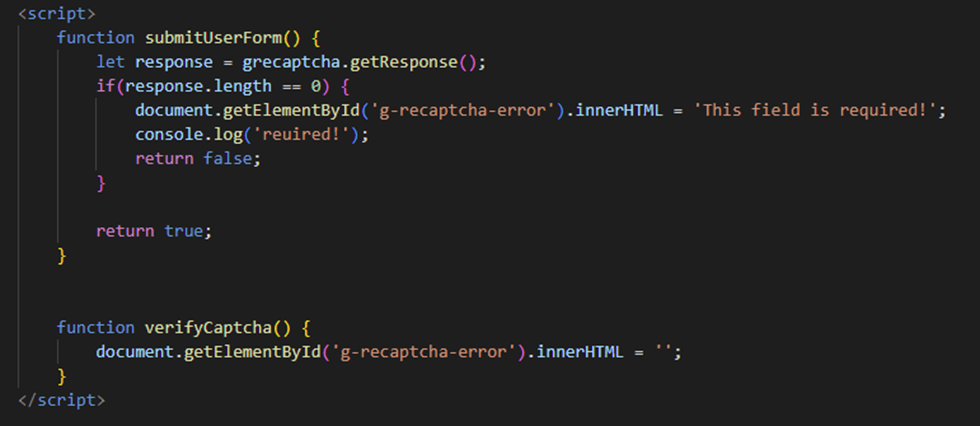 <script>
function submitUserForm() {
let response = grecaptcha.getResponse();
if(response.length == 0) {
document.getElementById('g-recaptcha-error').innerHTML = 'This field is required!';
console.log('reuired!');
return false;
}
return true;
}
function verifyCaptcha() {
document.getElementById('g-recaptcha-error').innerHTML = '';
}
</script>